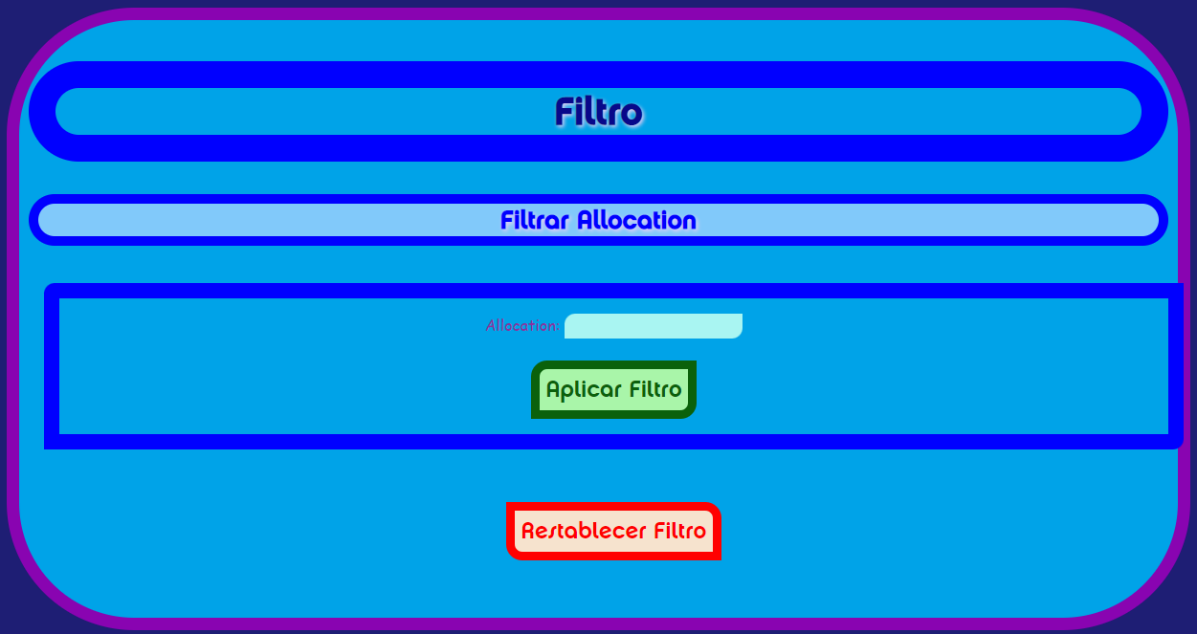 Filtro
Filtrar Allocation
Allocation:
Aplicar Filtro
Restablecer Filtro